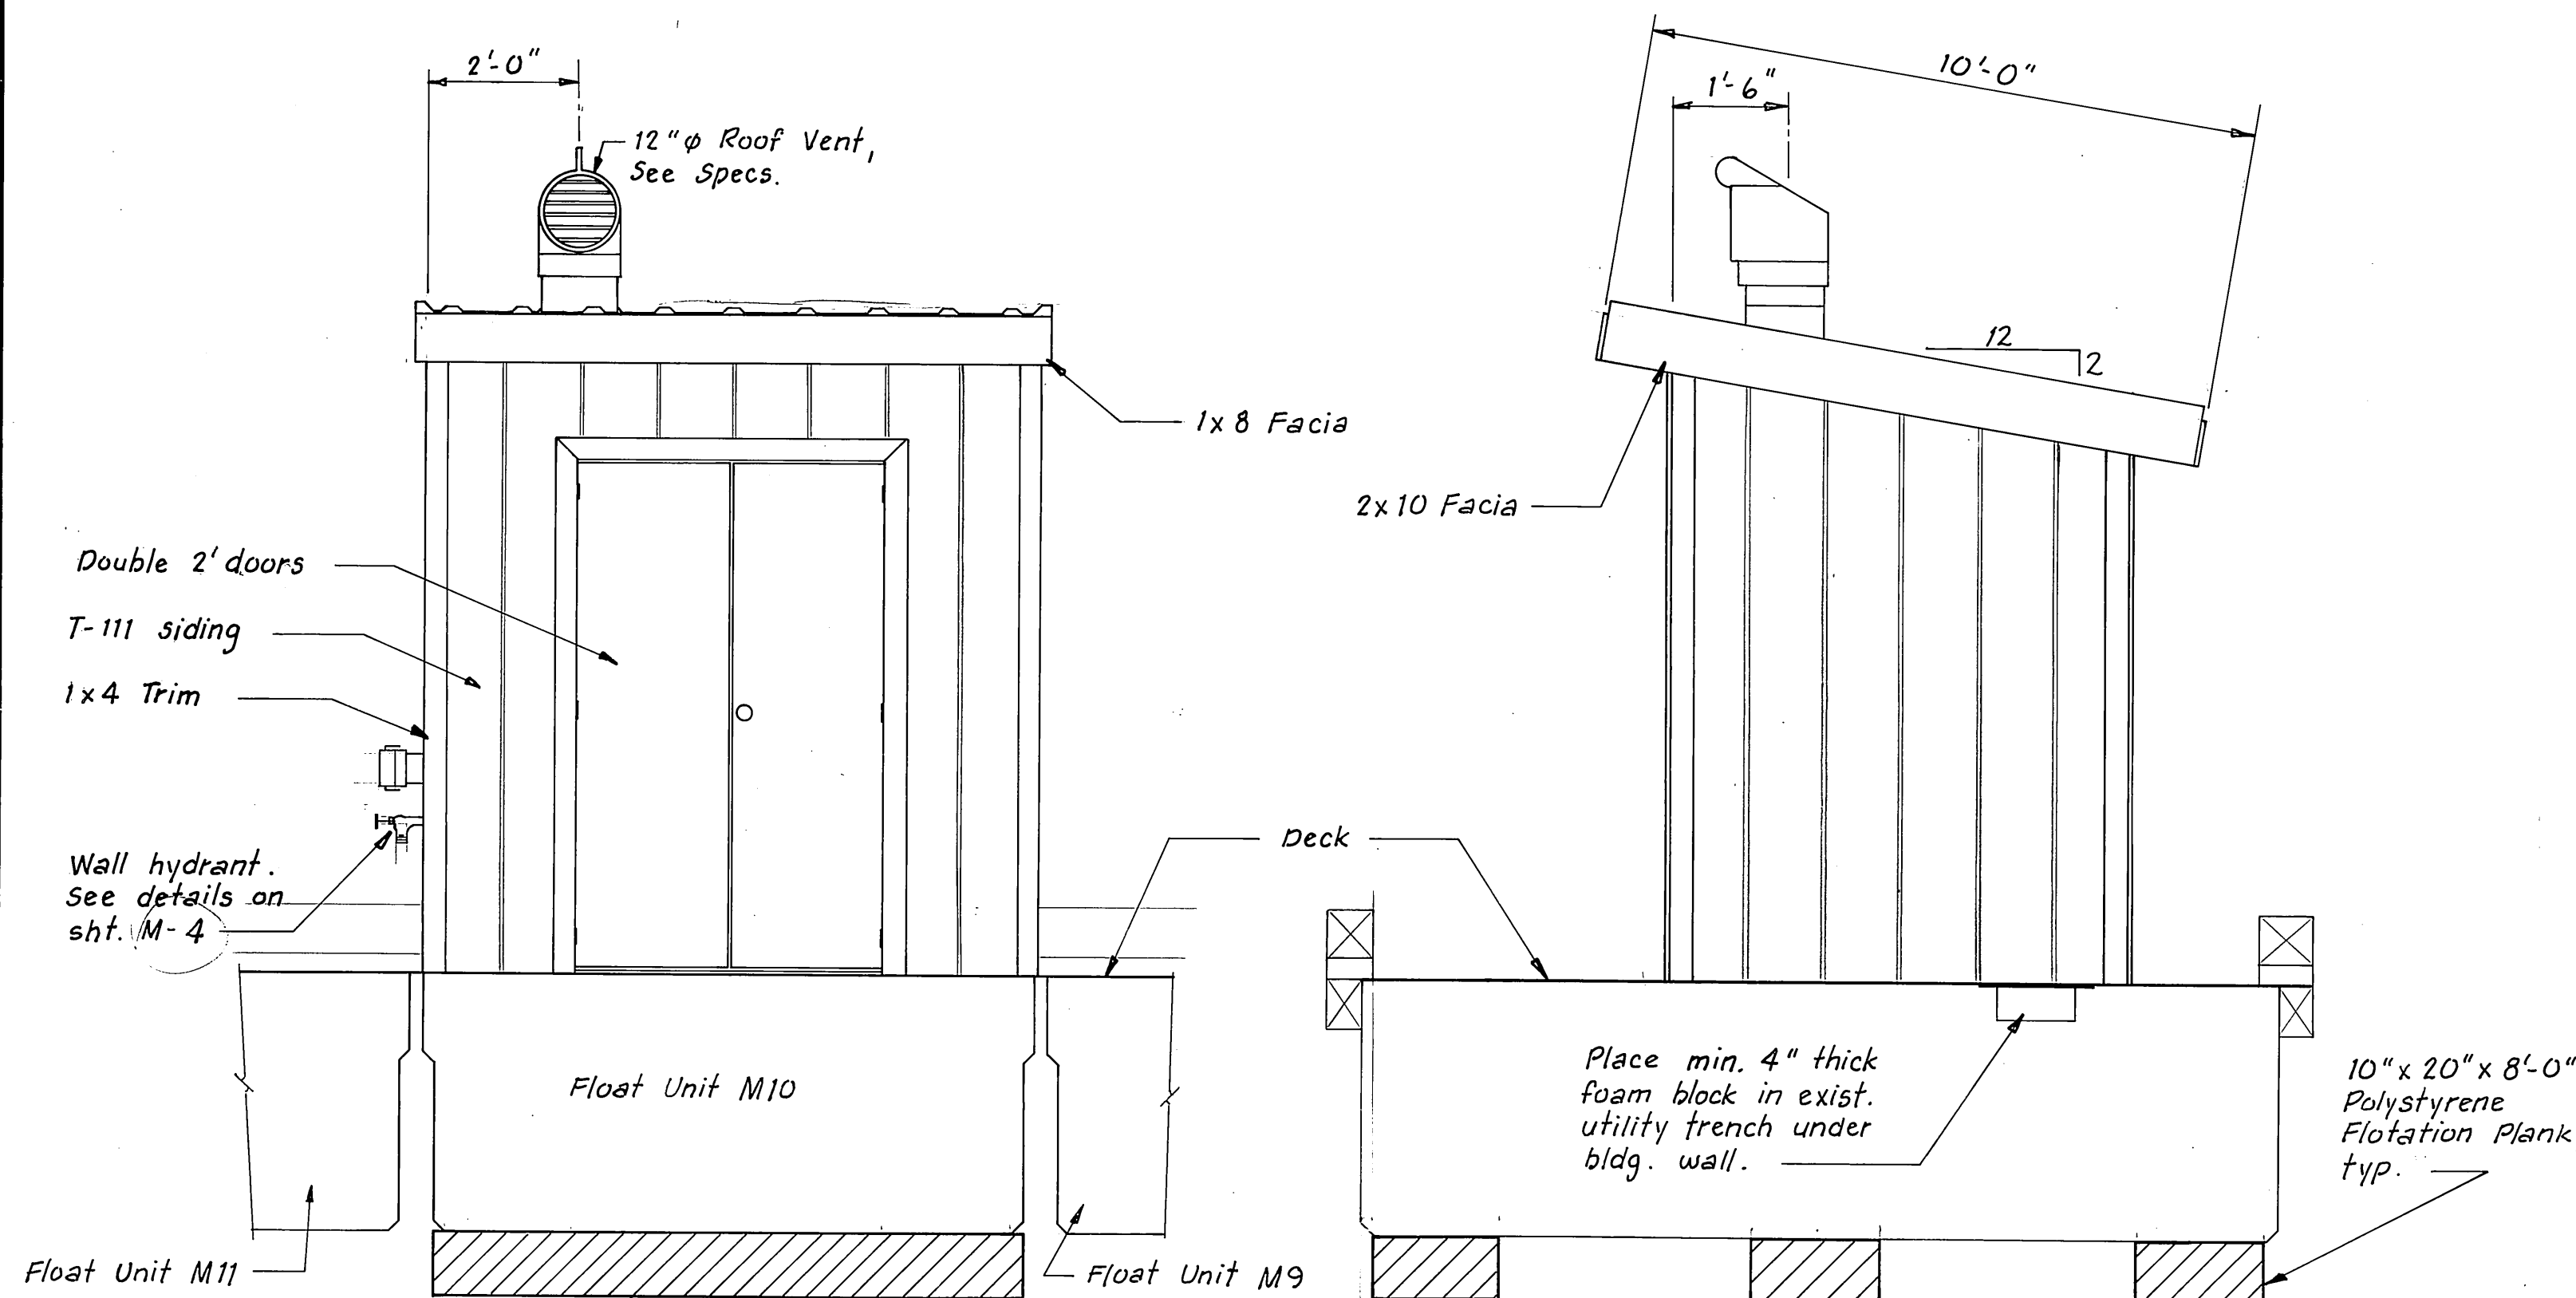 2'-0"
12"φ Roof Vent,
See Specs.
1x8 Facia
Double 2' doors
T-111 siding
1x4 Trim
Wall hydrant.
See details on
sht. M-4
Float Unit M10
Float Unit M11
Float Unit M9
Deck
10'-0"
1'-6"
12
2
2x10 Facia
Place min. 4" thick
foam block in exist.
utility trench under
bldg. wall.
10"x 20"x 8'-0"
Polystyrene
Flotation Plank
typ.